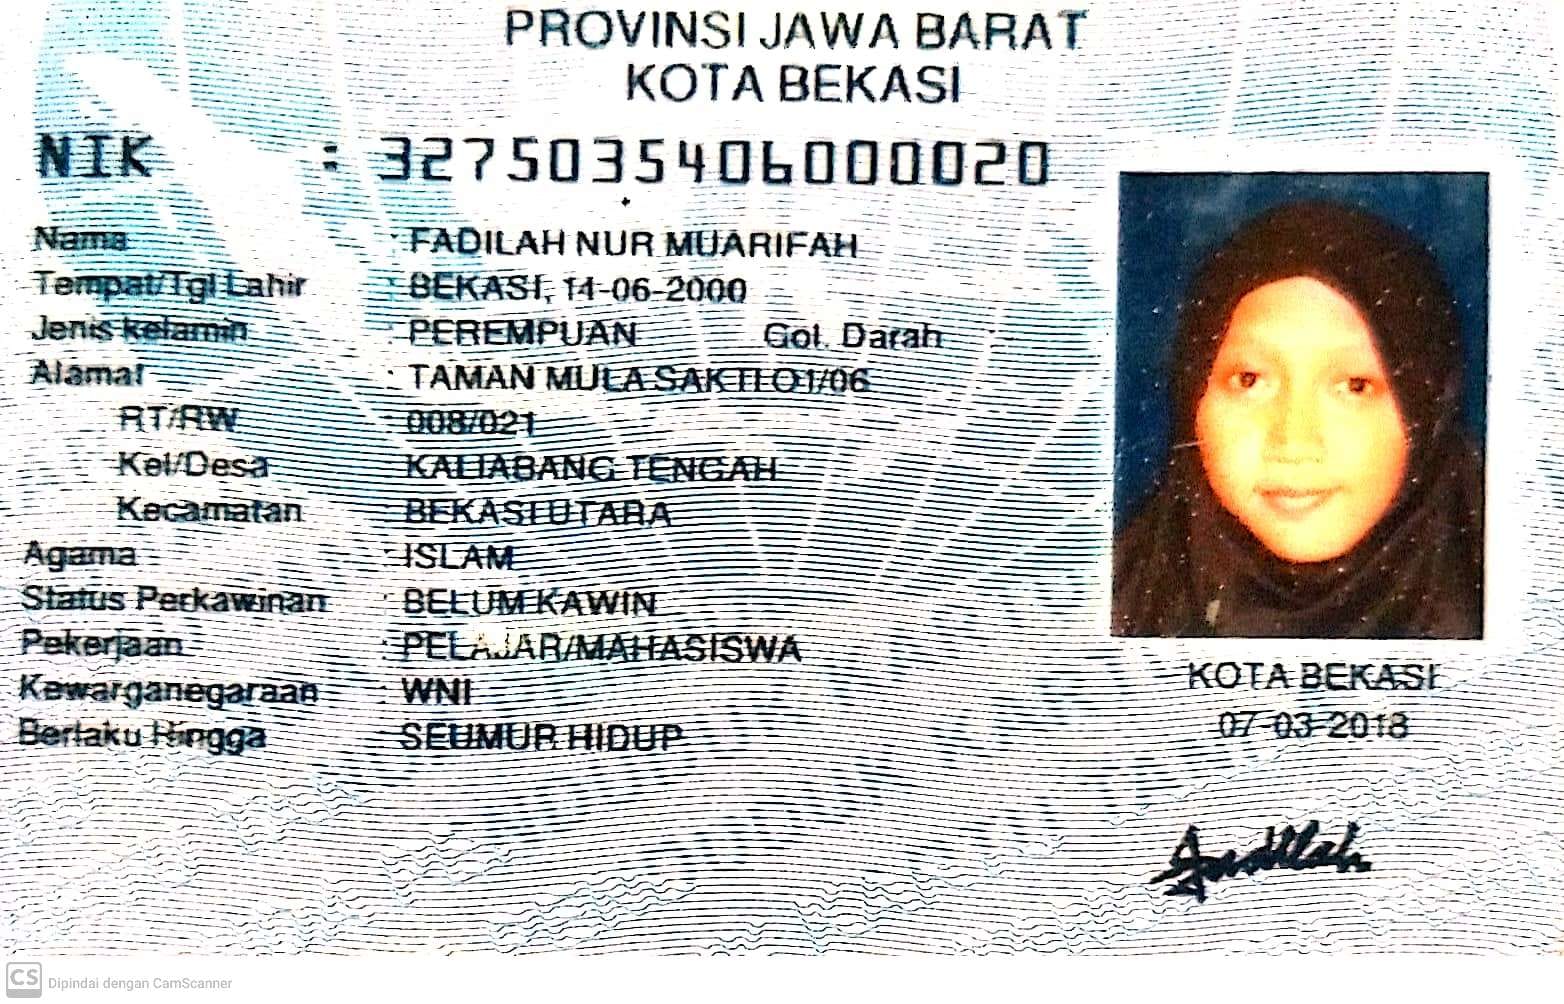 PROVINSI JAWA BARAT
KOTA BEKASI
NIK : 3275035406000020
Nama : FADILAH NUR MUARIFAH
Tempat/Tgl Lahir : BEKASI, 14-06-2000
Jenis kelamin : PEREMPUAN Gol. Darah
Alamat : TAMAN MULA SAKTI O1/06
RT/RW : 008/021
Kel/Desa : KALIABANG TENGAH
Kecamatan : BEKASI UTARA
Agama : ISLAM
Status Perkawinan : BELUM KAWIN
Pekerjaan : PELAJAR/MAHASISWA
Kewarganegaraan : WNI
Berlaku Hingga : SEUMUR HIDUP
KOTA BEKASI
07-03-2018
CS Dipindai dengan CamScanner